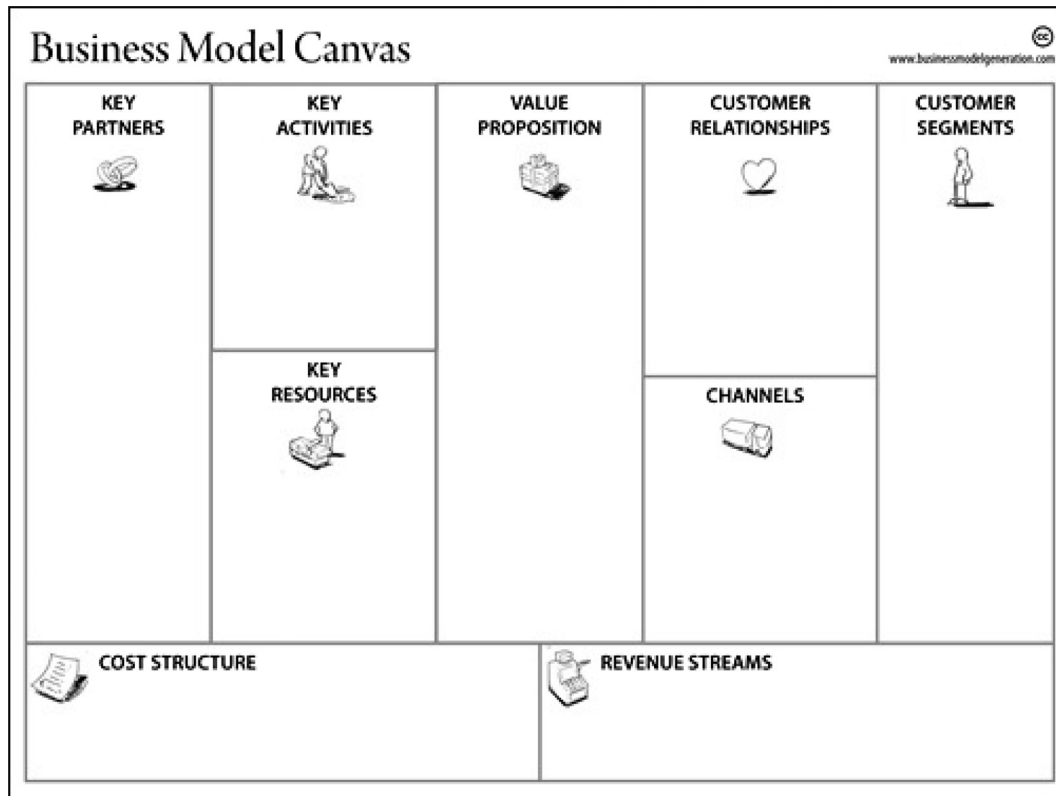 Business Model Canvas
cc
www.businessmodelgeneration.com
KEY
PARTNERS
KEY
ACTIVITIES
VALUE
PROPOSITION
CUSTOMER
RELATIONSHIPS
CUSTOMER
SEGMENTS
KEY
RESOURCES
CHANNELS
COST STRUCTURE
REVENUE STREAMS